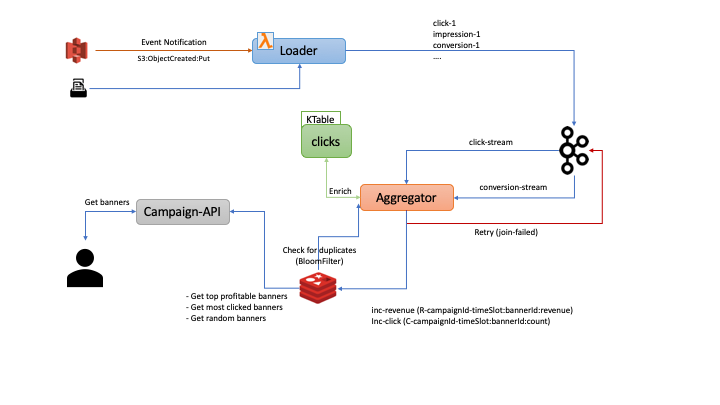 click-1
impression-1
conversion-1
....
Event Notification
S3:ObjectCreated:Put
λ
Loader
KTable
clicks
click-stream
conversion-stream
Enrich
Aggregator
Get banners
Campaign-API
Retry (join-failed)
Check for duplicates
(BloomFilter)
- Get top profitable banners
- Get most clicked banners
- Get random banners
inc-revenue (R-campaignId-timeSlot:bannerId:revenue)
Inc-click (C-campaignId-timeSlot:bannerId:count)